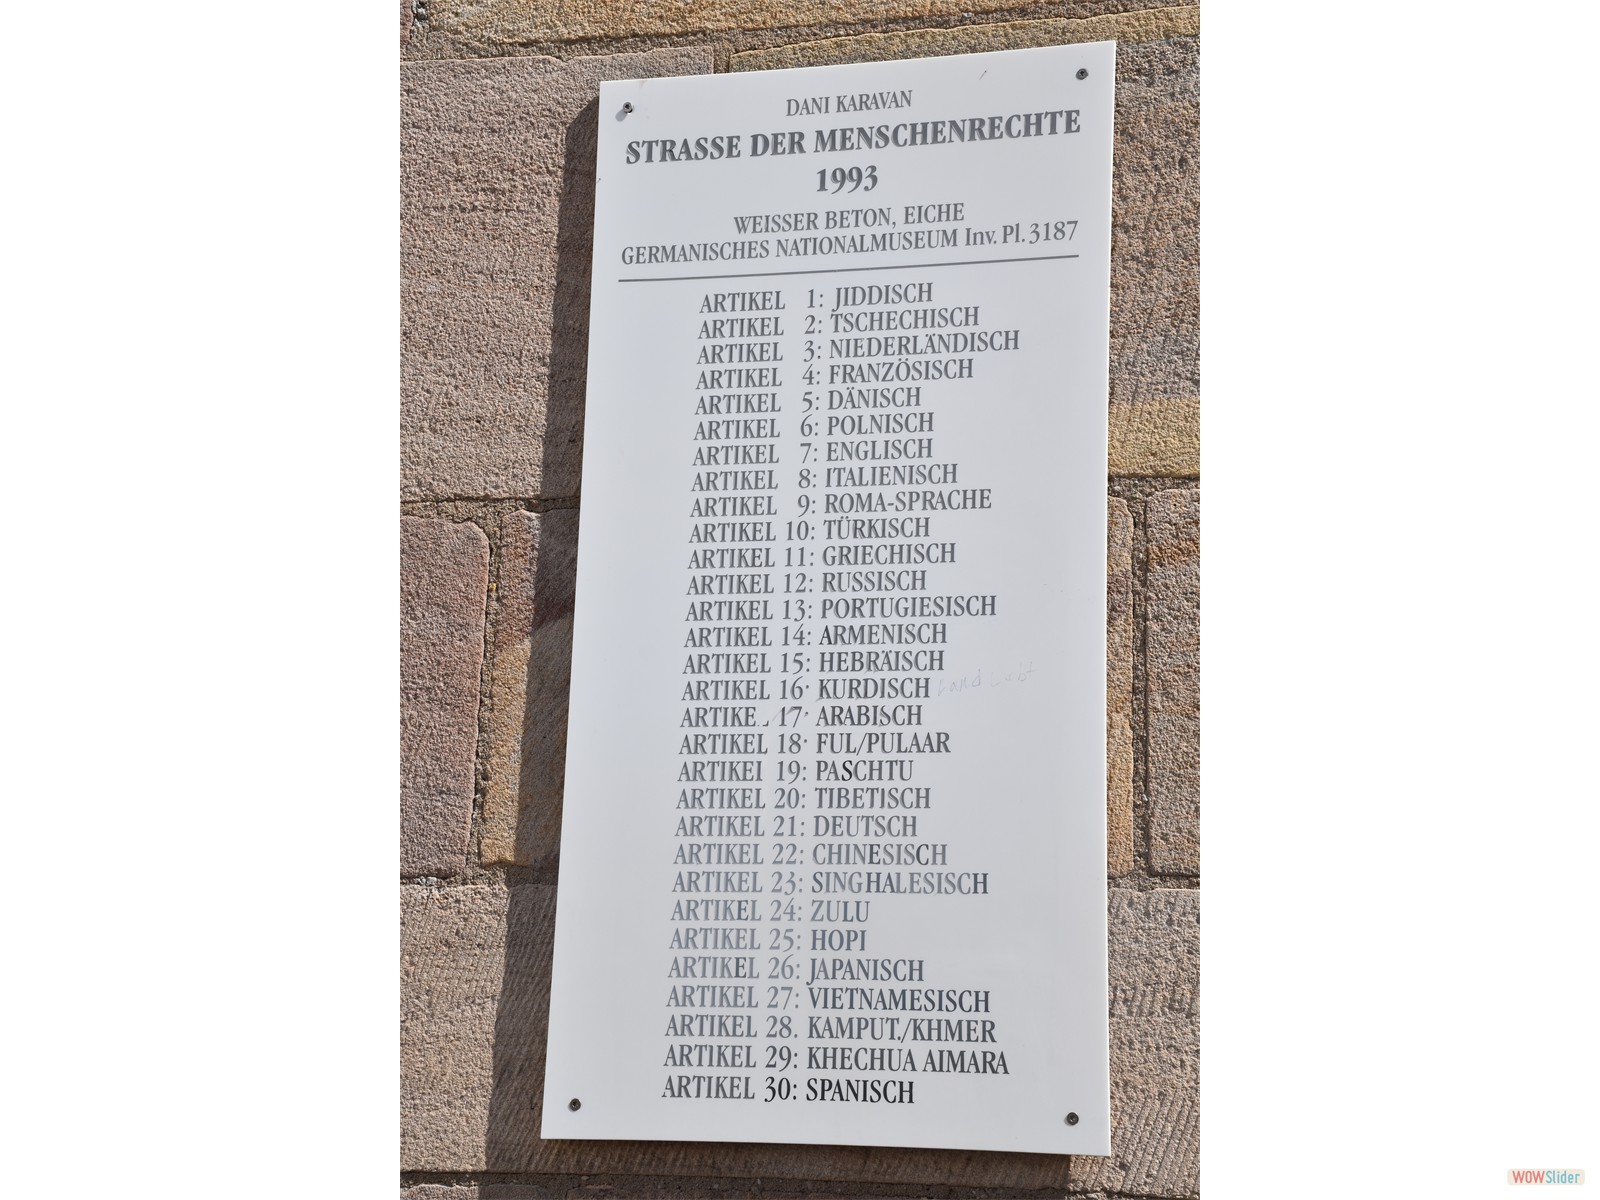 DANI KARAVAN
STRASSE DER MENSCHENRECHTE
1993
WEISSER BETON, EICHE
GERMANISCHES NATIONALMUSEUM Inv. Pl. 3187
ARTIKEL 1: JIDDISCH
ARTIKEL 2: TSCHECHISCH
ARTIKEL 3: NIEDERLÄNDISCH
ARTIKEL 4: FRANZÖSISCH
ARTIKEL 5: DÄNISCH
ARTIKEL 6: POLNISCH
ARTIKEL 7: ENGLISCH
ARTIKEL 8: ITALIENISCH
ARTIKEL 9: ROMA-SPRACHE
ARTIKEL 10: TÜRKISCH
ARTIKEL 11: GRIECHISCH
ARTIKEL 12: RUSSISCH
ARTIKEL 13: PORTUGIESISCH
ARTIKEL 14: ARMENISCH
ARTIKEL 15: HEBRÄISCH
ARTIKEL 16: KURDISCH
ARTIKEL 17: ARABISCH
ARTIKEL 18: FUL/PULAAR
ARTIKEL 19: PASCHTU
ARTIKEL 20: TIBETISCH
ARTIKEL 21: DEUTSCH
ARTIKEL 22: CHINESISCH
ARTIKEL 23: SINGHALESISCH
ARTIKEL 24: ZULU
ARTIKEL 25: HOPI
ARTIKEL 26: JAPANISCH
ARTIKEL 27: VIETNAMESISCH
ARTIKEL 28. KAMPUT./KHMER
ARTIKEL 29: KHECHUA AIMARA
ARTIKEL 30: SPANISCH
WOWSlider